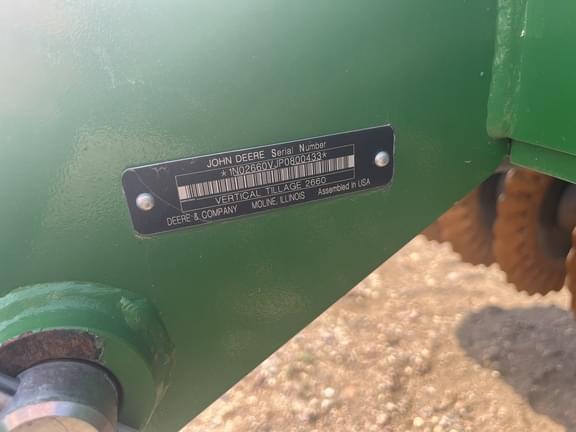 JOHN DEERE Serial Number
*1N02660VJP0800433*
VERTICAL TILLAGE 2660
DEERE & COMPANY MOLINE, ILLINOIS Assembled in USA